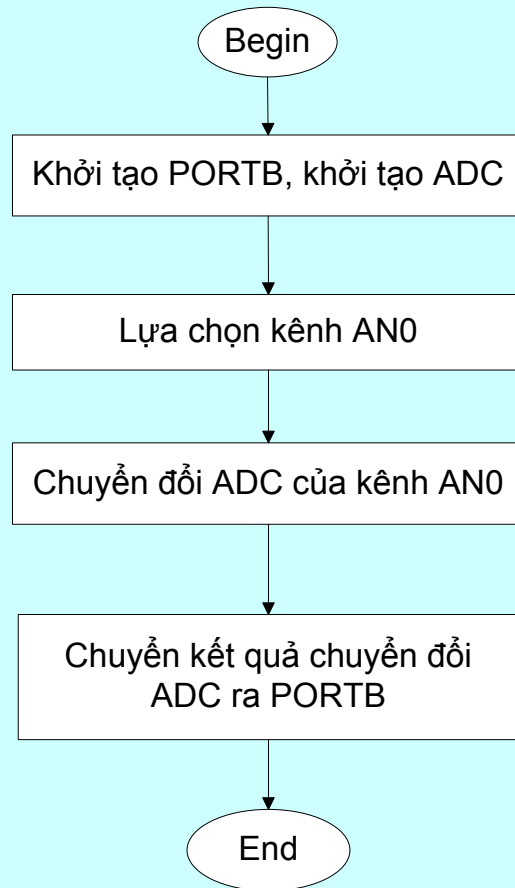 Begin
Khởi tạo PORTB, khởi tạo ADC
Lựa chọn kênh AN0
Chuyển đổi ADC của kênh AN0
Chuyển kết quả chuyển đổi
ADC ra PORTB
End